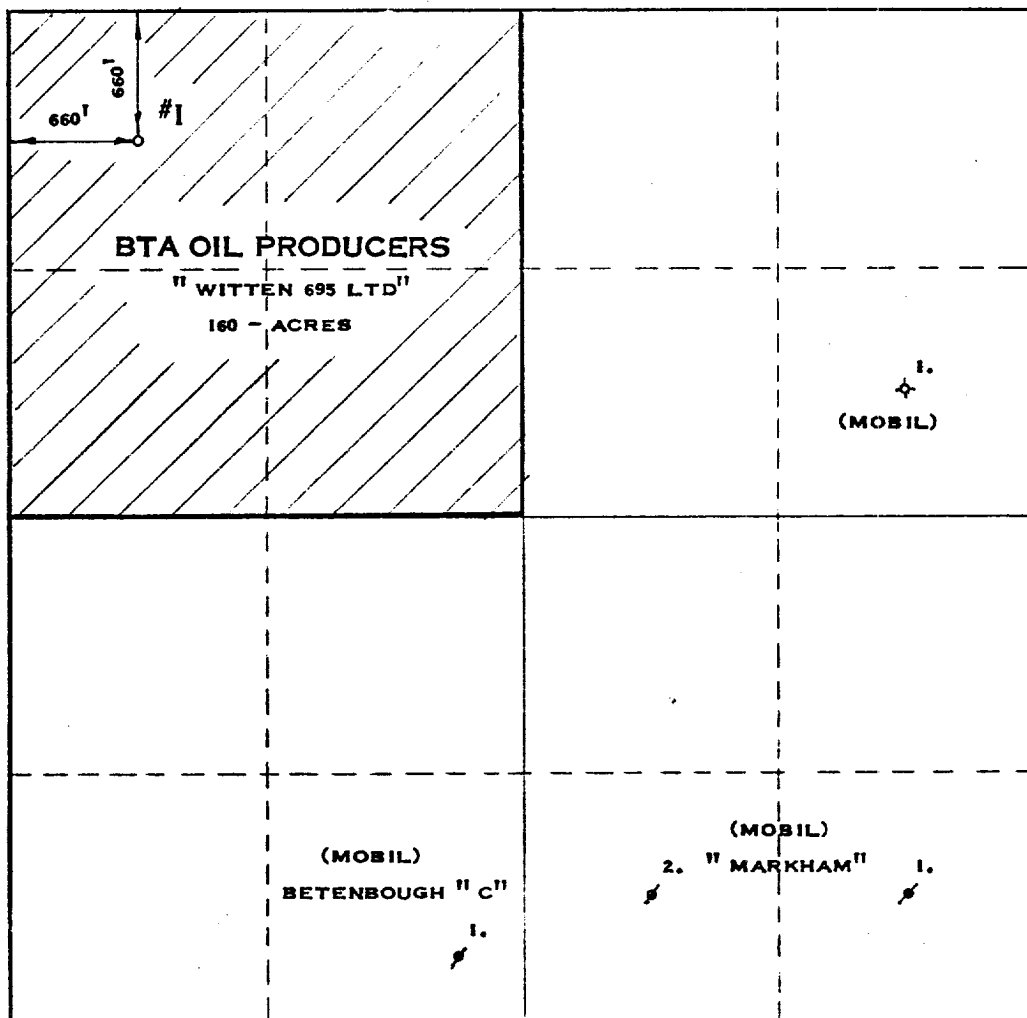 660'
660'
#1
BTA OIL PRODUCERS
"WITTEN 695 LTD"
160 - ACRES
1.
(MOBIL)
(MOBIL)
BETENBOUGH "C"
1.
(MOBIL)
2. "MARKHAM" 1.